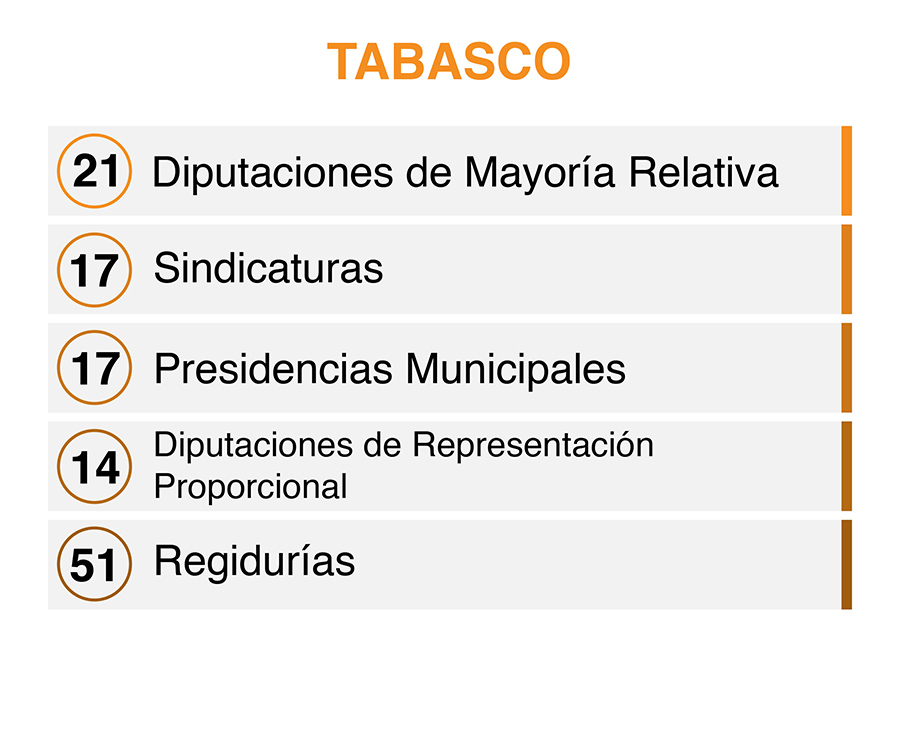 TABASCO
21 Diputaciones de Mayoría Relativa
17 Sindicaturas
17 Presidencias Municipales
14 Diputaciones de Representación
Proporcional
51 Regidurías